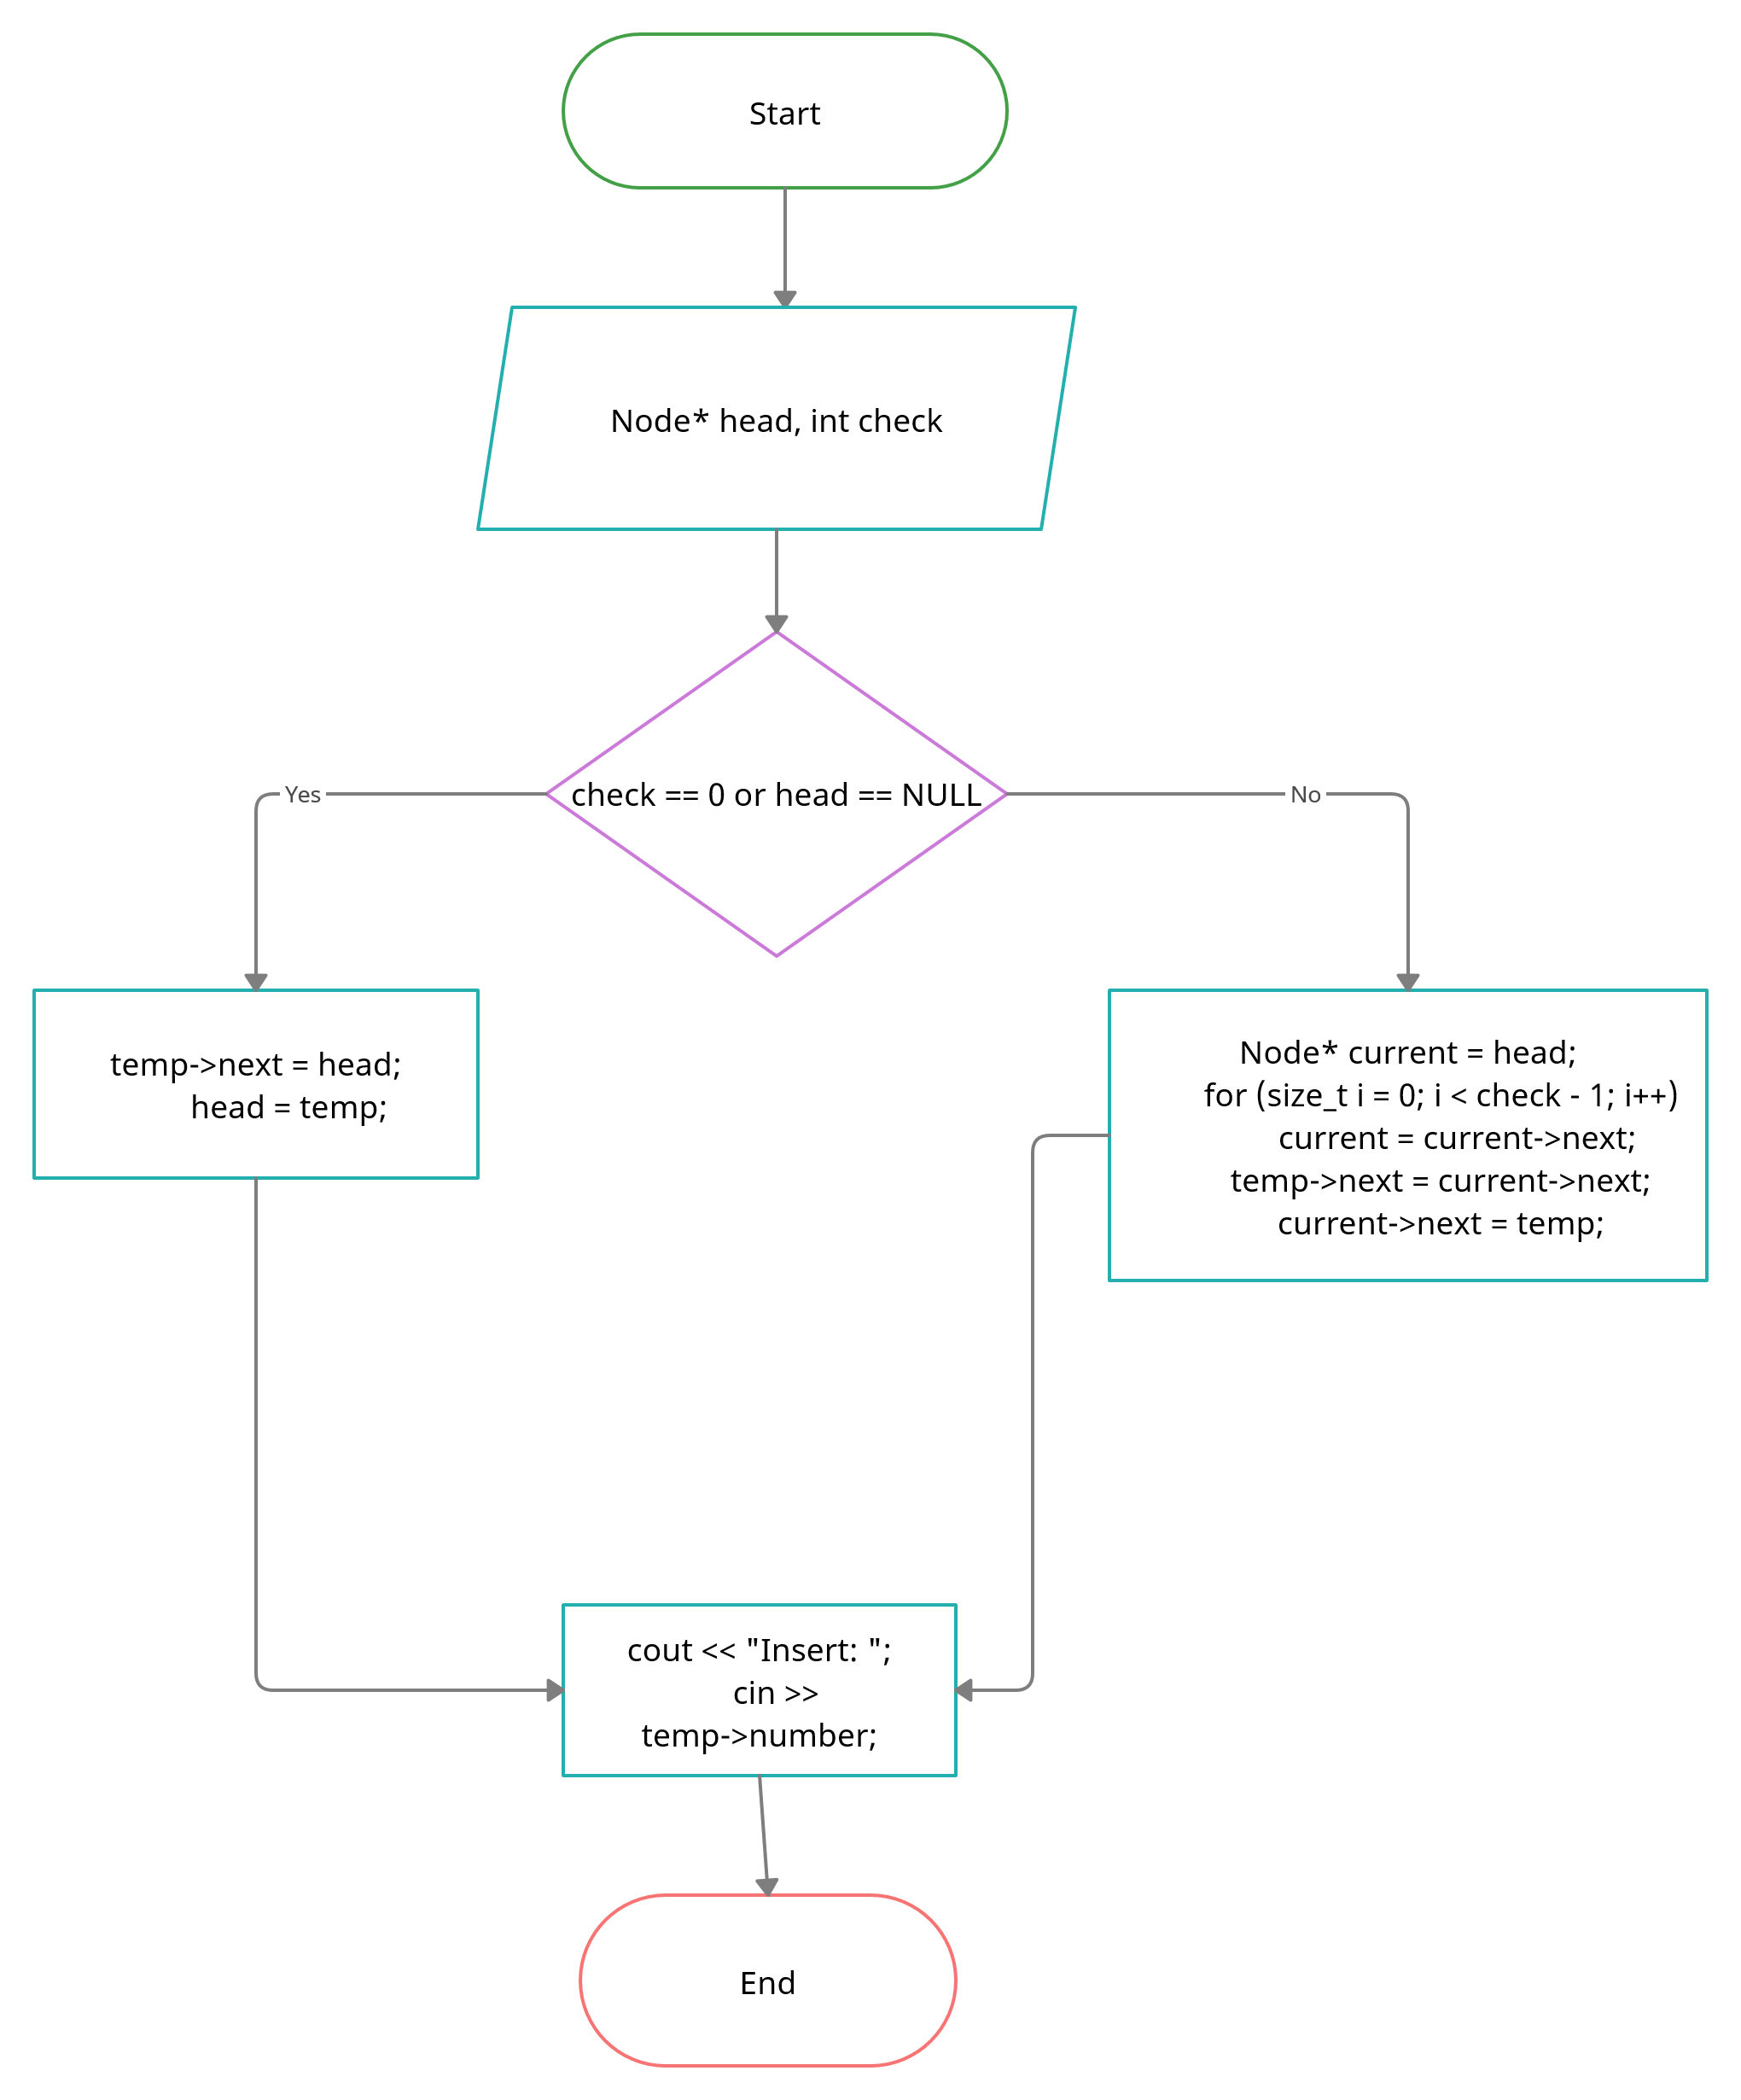 Start
Node* head, int check
check == 0 or head == NULL
Yes
No
temp->next = head;
head = temp;
Node* current = head;
for (size_t i = 0; i < check - 1; i++)
current = current->next;
temp->next = current->next;
current->next = temp;
cout << "Insert: ";
cin >>
temp->number;
End